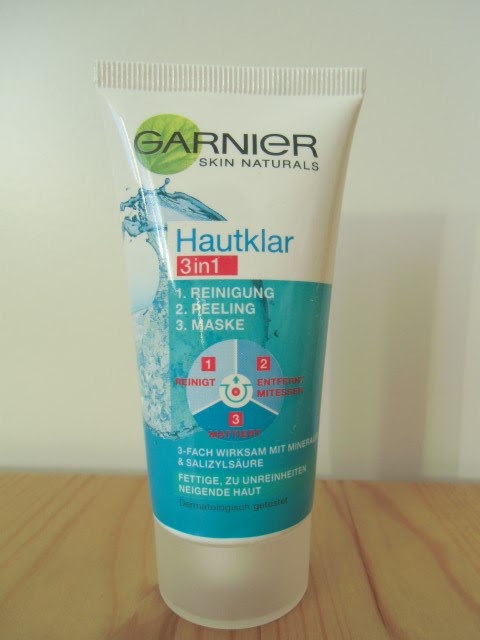 GARNIER
SKIN NATURALS
Hautklar
3in1
1. REINIGUNG
2. PEELING
3. MASKE
1
2
REINIGT
ENTFERNT
MITESSER
3
3-FACH WIRKSAM MIT
& SALIZYLSÄURE
FETTIGE, ZU UNREINHEITEN
NEIGENDE HAUT
Dermatologisch getestet